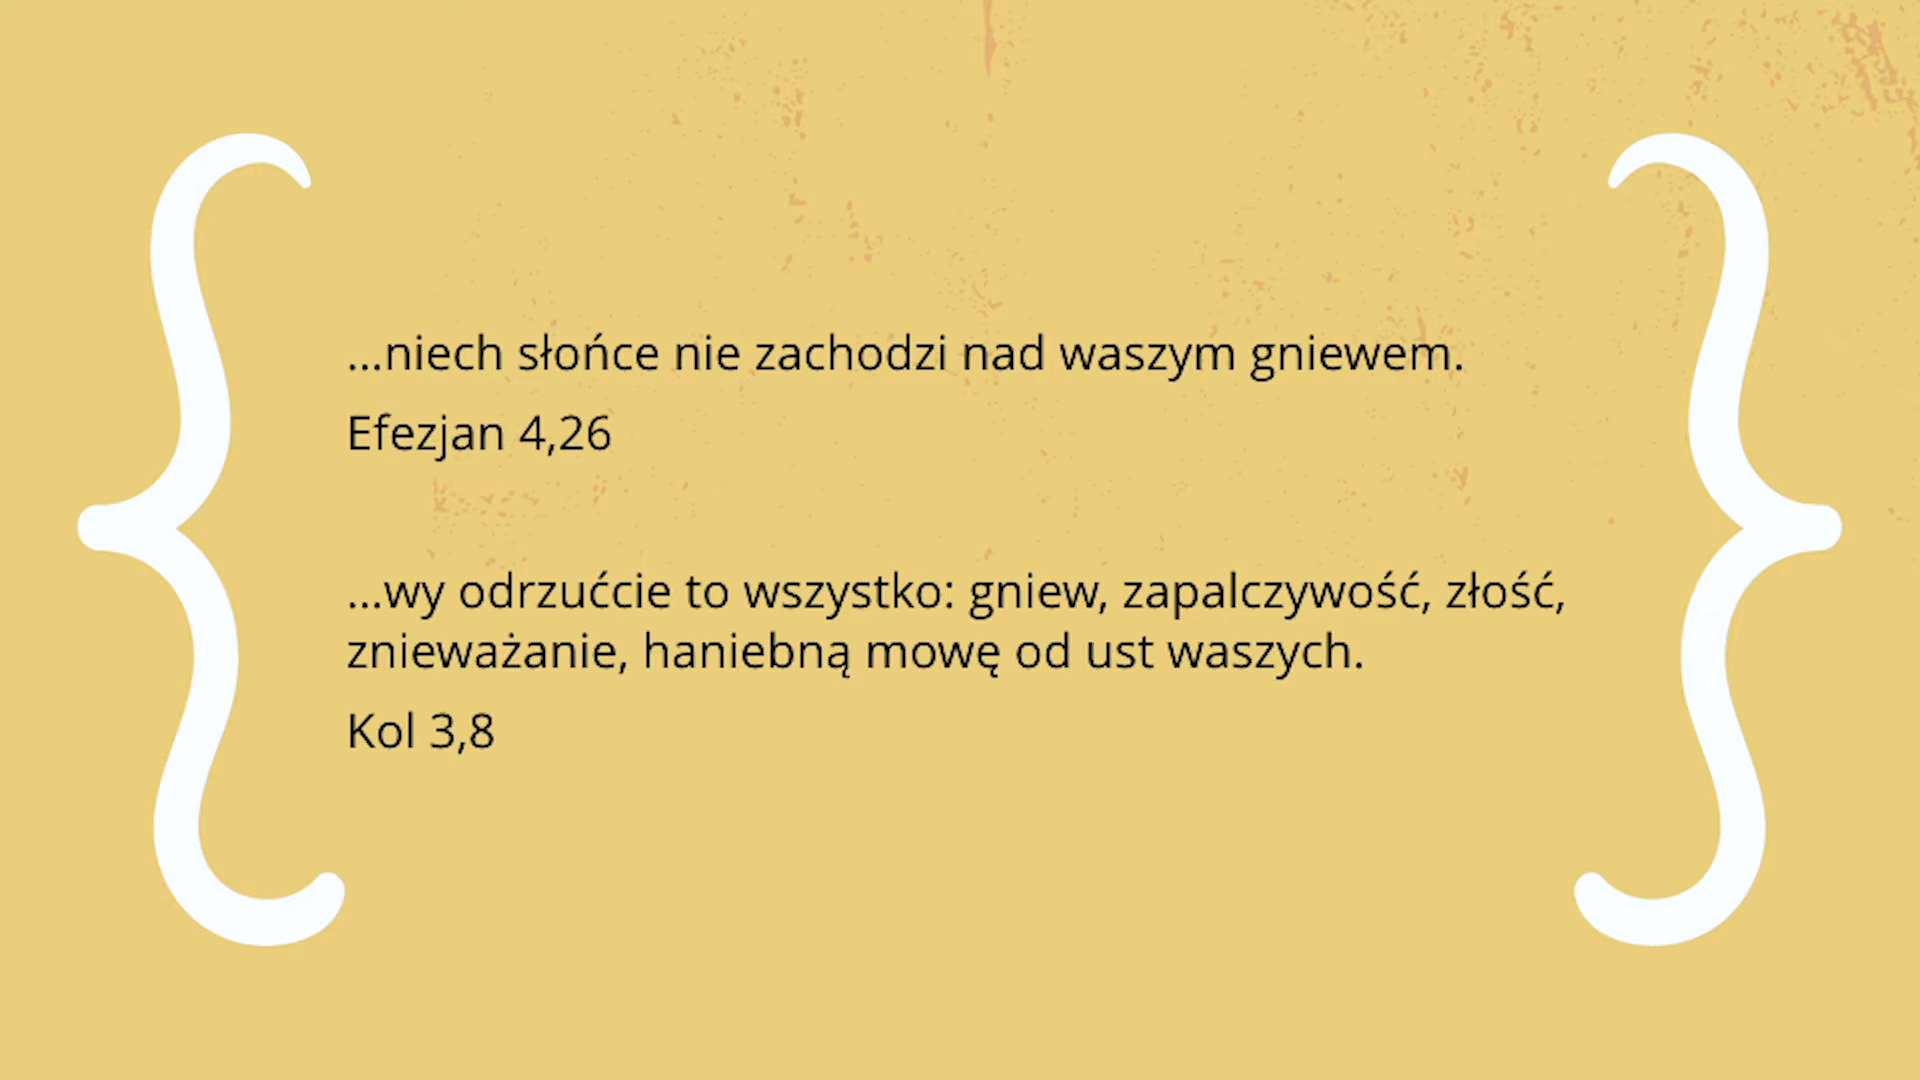 ...niech słońce nie zachodzi nad waszym gniewem.
Efezjan 4,26
...wy odrzućcie to wszystko: gniew, zapalczywość, złość,
znieważanie, haniebną mowę od ust waszych.
Kol 3,8